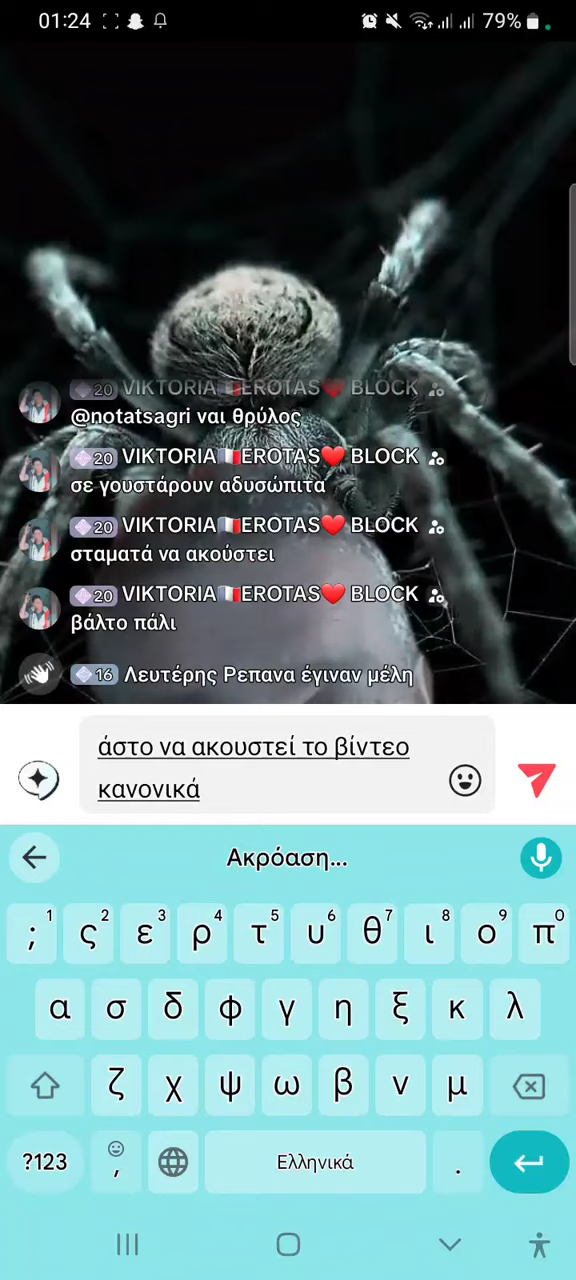 01:24 79%
20 VIKTORIA🇫🇷EROTAS❤️ BLOCK
@notatsagri ναι θρύλος
20 VIKTORIA🇫🇷EROTAS❤️ BLOCK
σε γουστάρουν αδυσώπιτα
20 VIKTORIA🇫🇷EROTAS❤️ BLOCK
σταματά να ακούστει
20 VIKTORIA🇫🇷EROTAS❤️ BLOCK
βάλτο πάλι
16 Λευτέρης Ρεπανα έγιναν μέλη
άστο να ακουστεί το βίντεο
κανονικά
Ακρόαση...
; 1 ς 2 ε 3 ρ 4 τ 5 υ 6 θ 7 ι 8 ο 9 π 0
α σ δ φ γ η ξ κ λ
ζ χ ψ ω β ν μ
?123 , Ελληνικά .